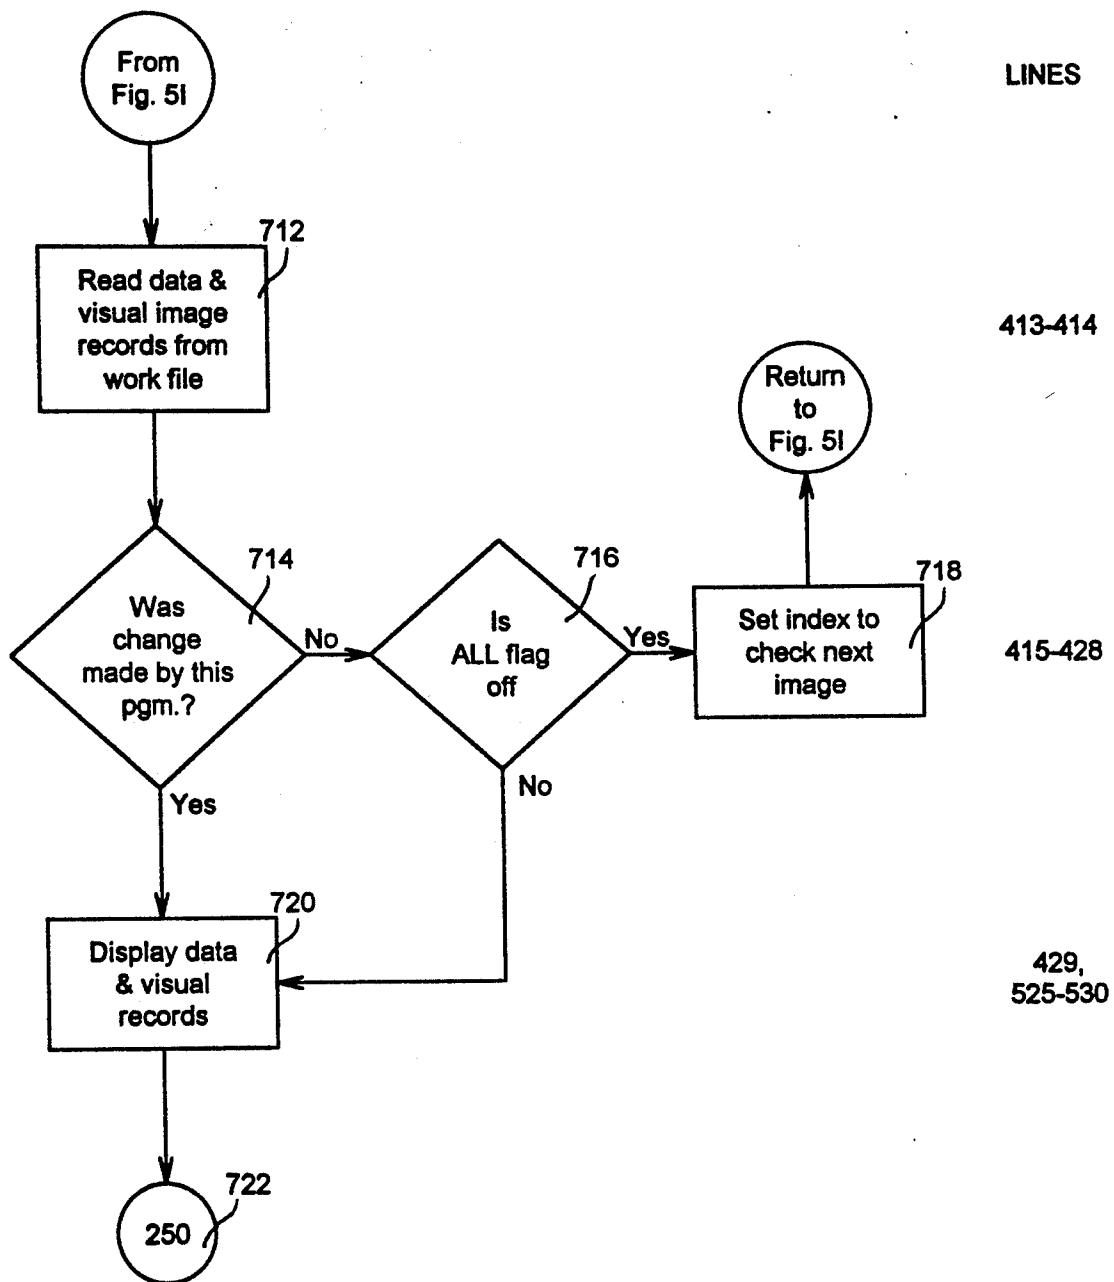 From
Fig. 5I
LINES
712
Read data &
visual image
records from
work file
413-414
Return
to
Fig. 5I
714
Was
change
made by this
pgm.?
No
716
Is
ALL flag
off
Yes
No
718
Set index to
check next
image
415-428
Yes
720
Display data
& visual
records
429,
525-530
722
250